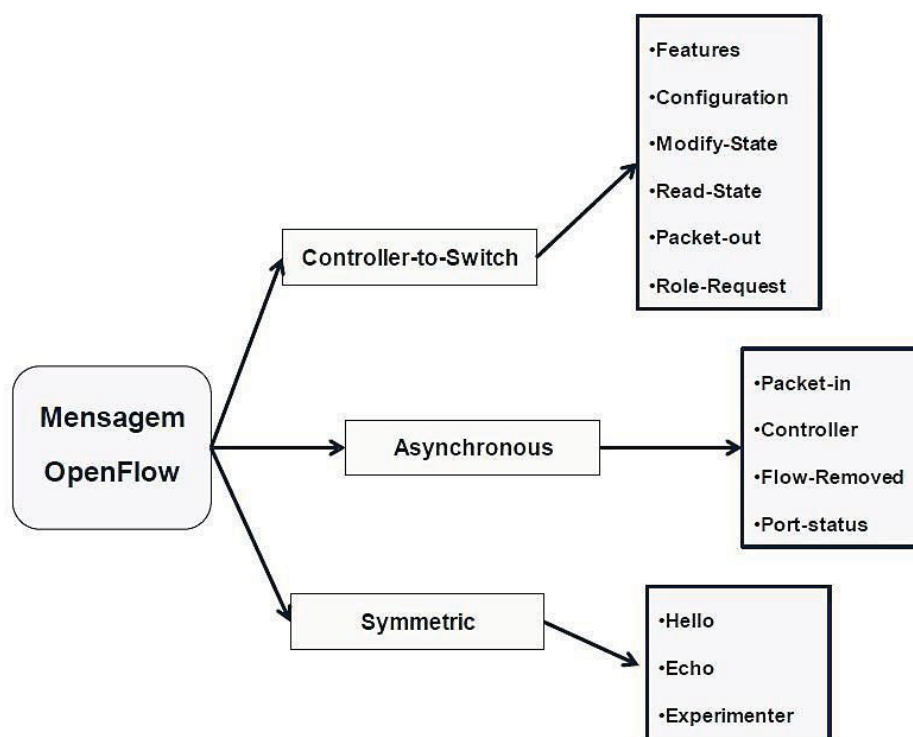 Mensagem
OpenFlow
Controller-to-Switch
•Features
•Configuration
•Modify-State
•Read-State
•Packet-out
•Role-Request
Asynchronous
•Packet-in
•Controller
•Flow-Removed
•Port-status
Symmetric
•Hello
•Echo
•Experimenter